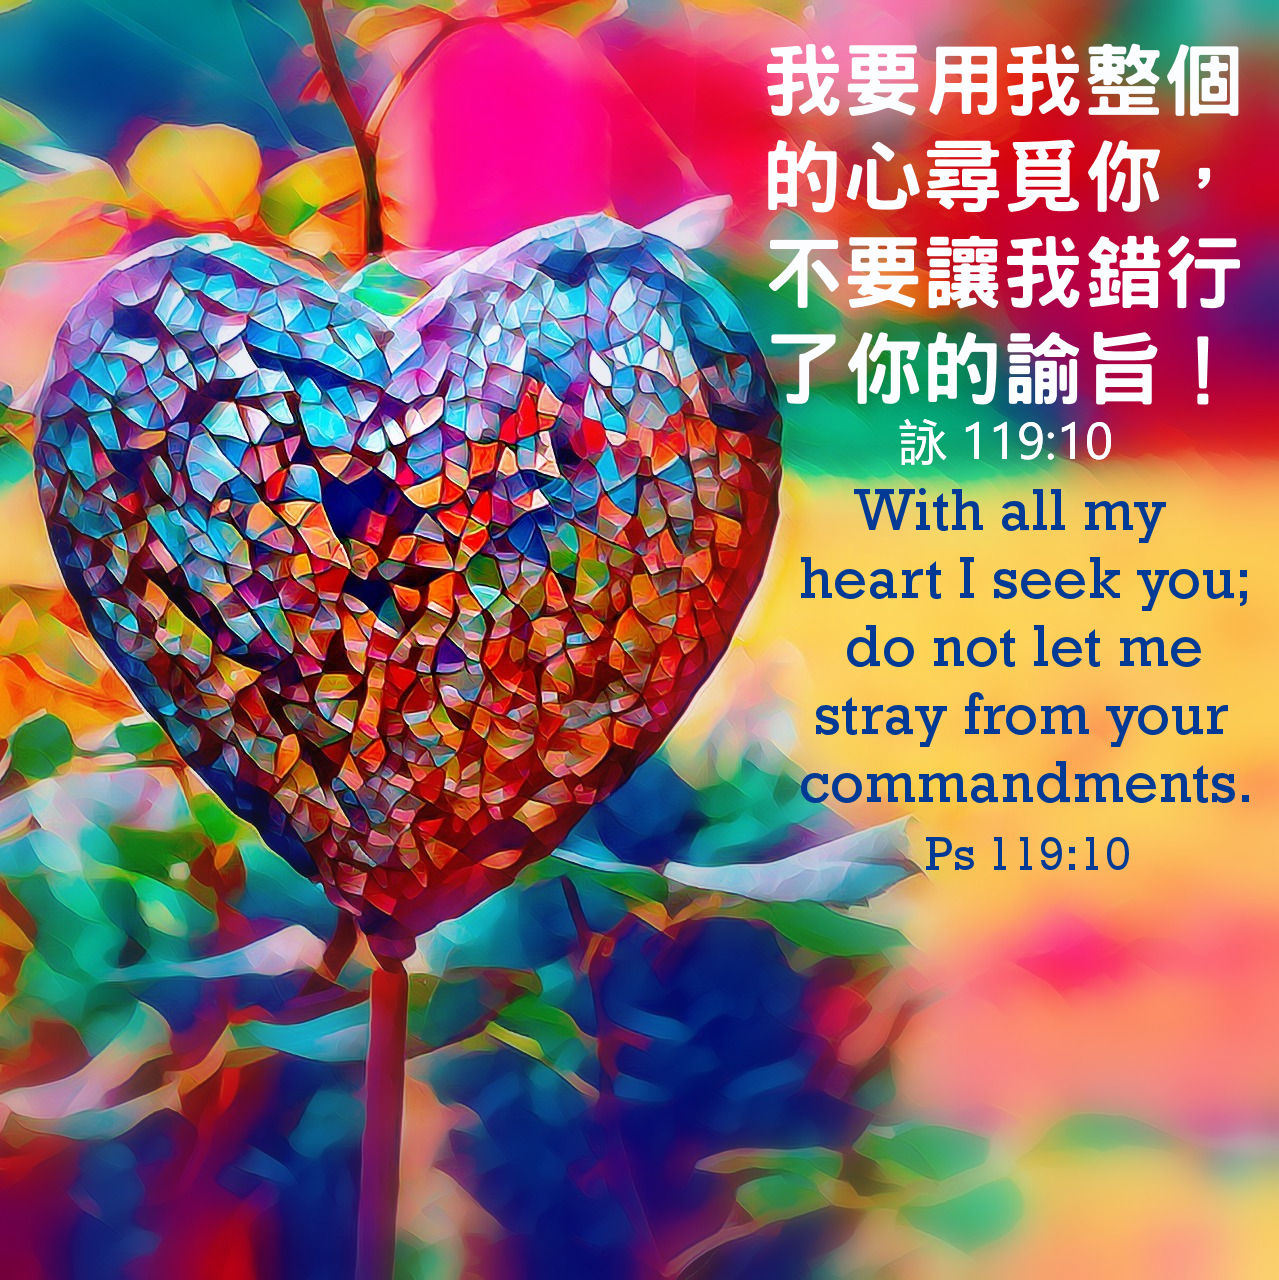 我要用我整個
的心尋覓你，
不要讓我錯行
了你的諭旨！
詠 119:10
With all my
heart I seek you;
do not let me
stray from your
commandments.
Ps 119:10